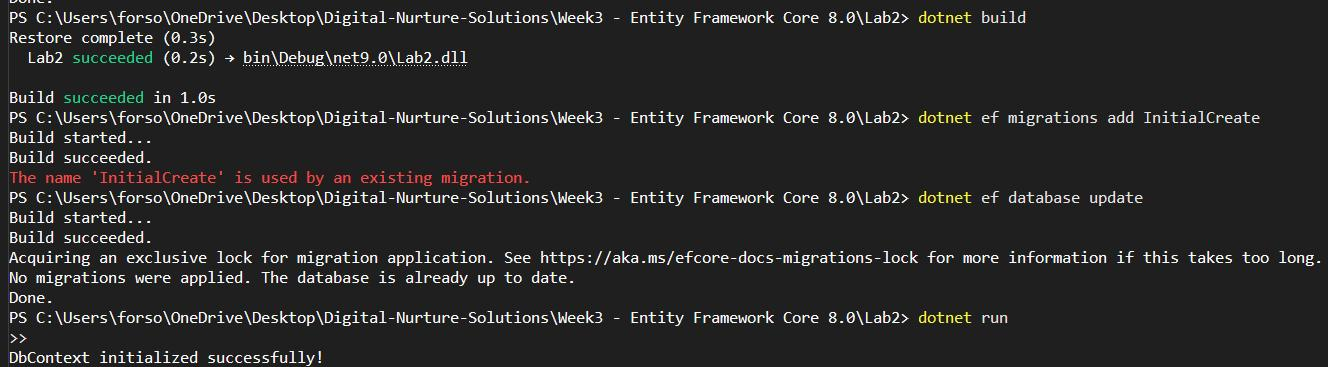 Done.
PS C:\Users\forso\OneDrive\Desktop\Digital-Nurture-Solutions\Week3 - Entity Framework Core 8.0\Lab2> dotnet build
Restore complete (0.3s)
  Lab2 succeeded (0.2s) → bin\Debug\net9.0\Lab2.dll
Build succeeded in 1.0s
PS C:\Users\forso\OneDrive\Desktop\Digital-Nurture-Solutions\Week3 - Entity Framework Core 8.0\Lab2> dotnet ef migrations add InitialCreate
Build started...
Build succeeded.
The name 'InitialCreate' is used by an existing migration.
PS C:\Users\forso\OneDrive\Desktop\Digital-Nurture-Solutions\Week3 - Entity Framework Core 8.0\Lab2> dotnet ef database update
Build started...
Build succeeded.
Acquiring an exclusive lock for migration application. See https://aka.ms/efcore-docs-migrations-lock for more information if this takes too long.
No migrations were applied. The database is already up to date.
Done.
PS C:\Users\forso\OneDrive\Desktop\Digital-Nurture-Solutions\Week3 - Entity Framework Core 8.0\Lab2> dotnet run
>>
DbContext initialized successfully!